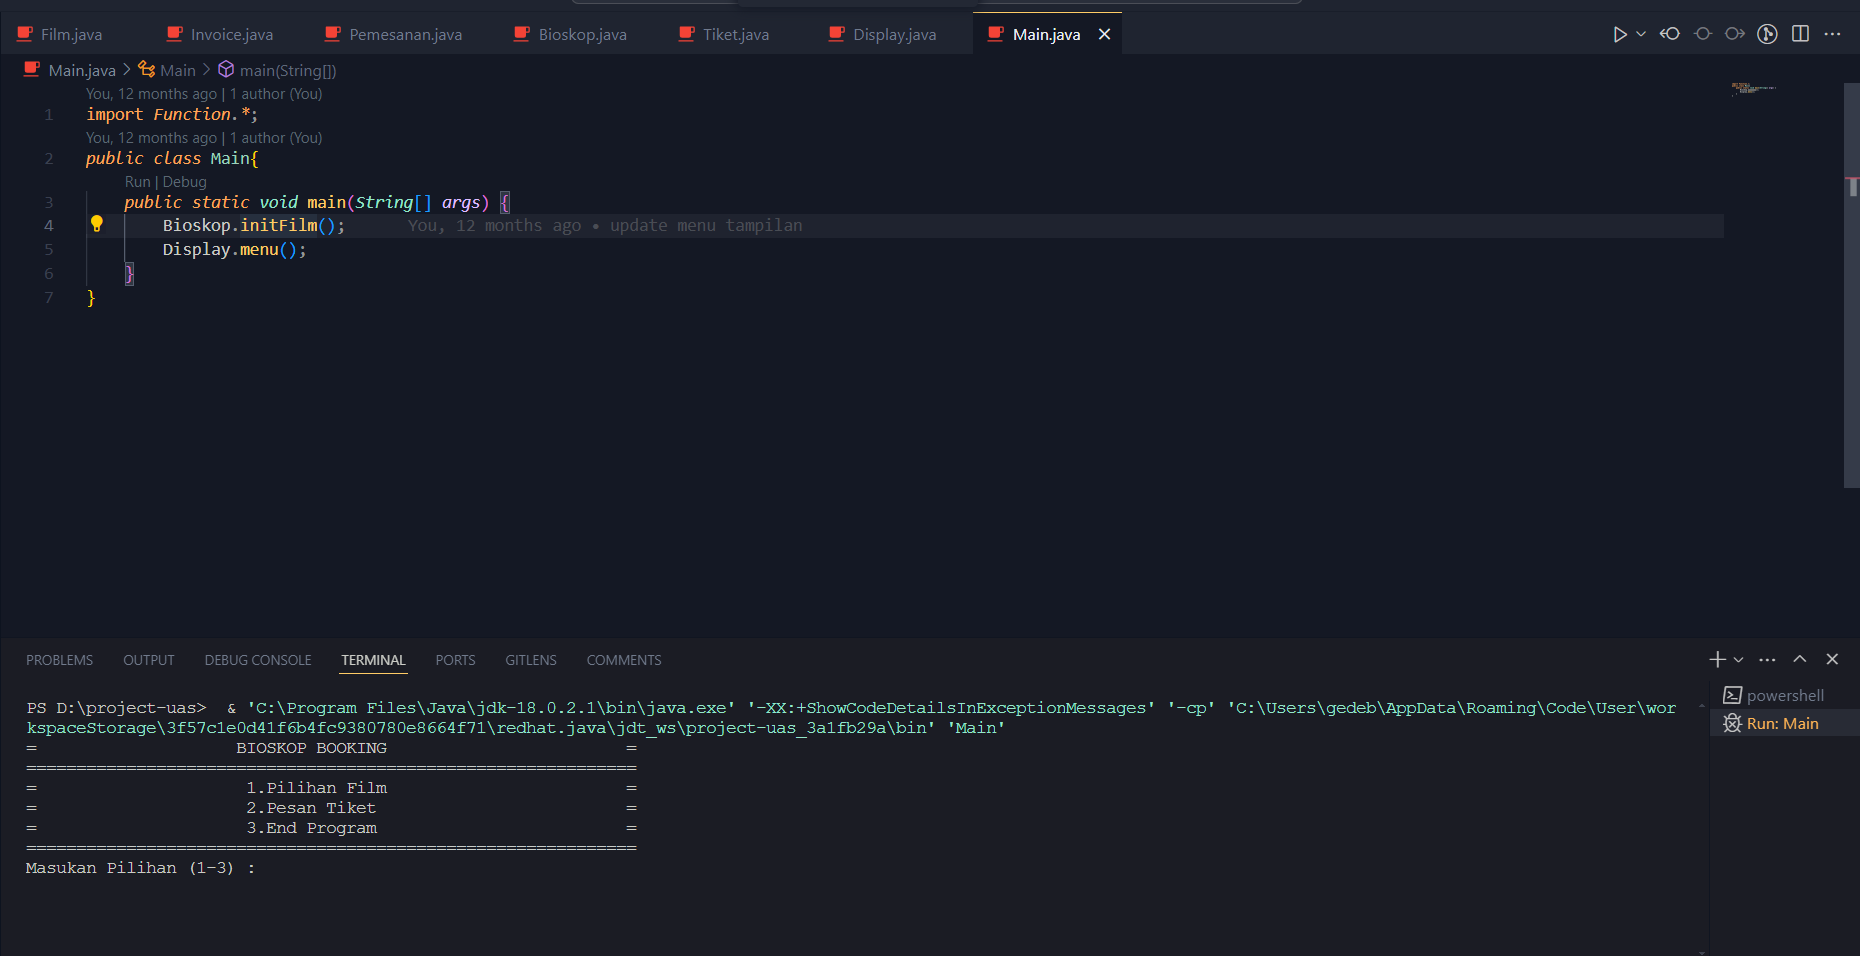 Film.java Invoice.java Pemesanan.java Bioskop.java Tiket.java Display.java Main.java
Main.java > Main > main(String[])
You, 12 months ago | 1 author (You)
1 import Function.*;
You, 12 months ago | 1 author (You)
2 public class Main{
Run | Debug
3 public static void main(String[] args) {
4 Bioskop.initFilm(); You, 12 months ago • update menu tampilan
5 Display.menu();
6 }
7 }
PROBLEMS OUTPUT DEBUG CONSOLE TERMINAL PORTS GITLENS COMMENTS
powershell
Run: Main
PS D:\project-uas> & 'C:\Program Files\Java\jdk-18.0.2.1\bin\java.exe' '-XX:+ShowCodeDetailsInExceptionMessages' '-cp' 'C:\Users\gedeb\AppData\Roaming\Code\User\wor
kspaceStorage\3f57c1e0d41f6b4fc9380780e8664f71\redhat.java\jdt_ws\project-uas_3a1fb29a\bin' 'Main'
= BIOSKOP BOOKING =
=============================================================
= 1.Pilihan Film =
= 2.Pesan Tiket =
= 3.End Program =
=============================================================
Masukan Pilihan (1-3) :